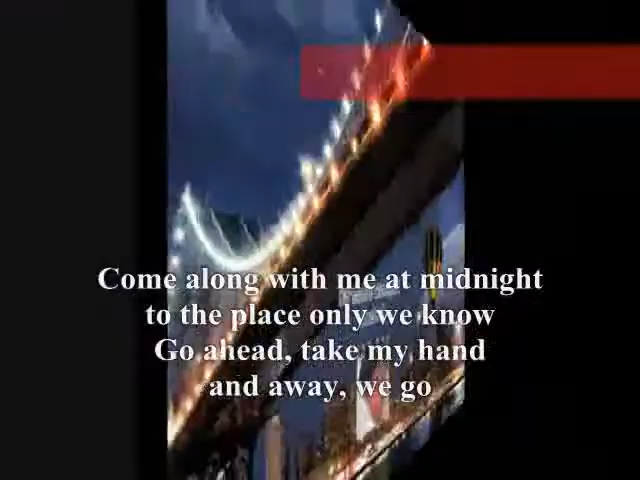 Come along with me at midnight
to the place only we know
Go ahead, take my hand
and away, we go